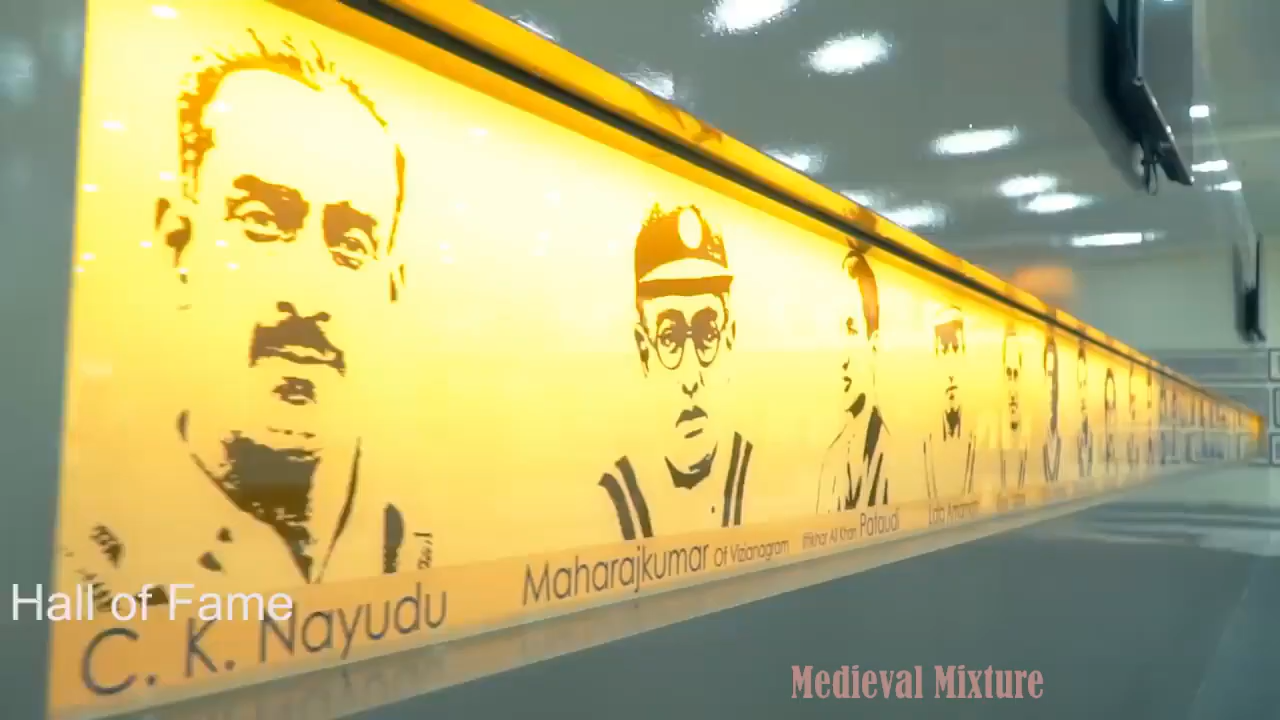 Hall of Fame
C. K. Nayudu
Maharajkumar of Vizianagram
Iftikhar Ali Khan Pataudi
Lala Amarnath
Medieval Mixture